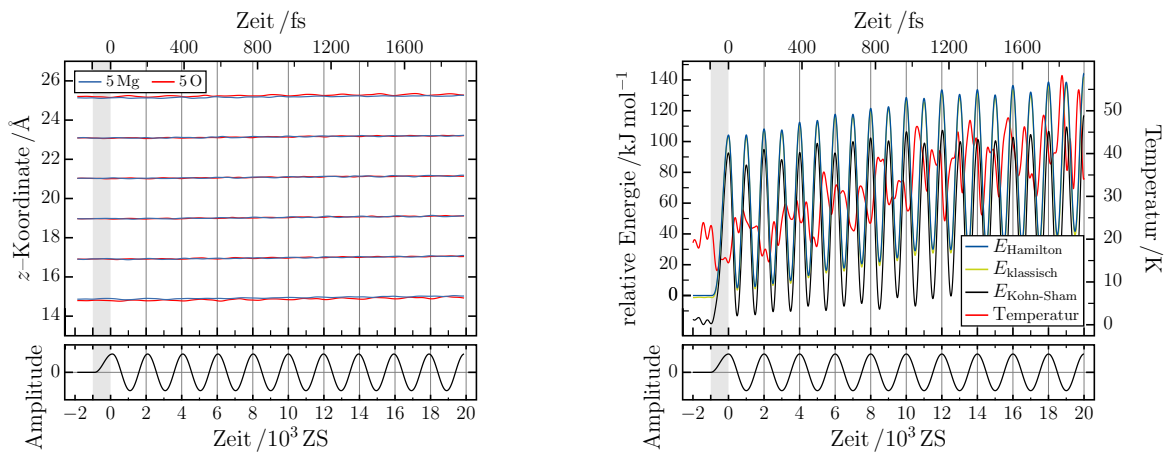 Zeit /fs
0 400 800 1200 1600
26
24
22
20
18
16
14
z–Koordinate /Å
5 Mg 5 O
0
Amplitude
−2 0 2 4 6 8 10 12 14 16 18 20
Zeit /10³ ZS
Zeit /fs
0 400 800 1200 1600
140
120
100
80
60
40
20
0
relative Energie /kJ mol⁻¹
50
40
30
20
10
0
Temperatur /K
E_Hamilton
E_klassisch
E_Kohn-Sham
Temperatur
0
Amplitude
−2 0 2 4 6 8 10 12 14 16 18 20
Zeit /10³ ZS